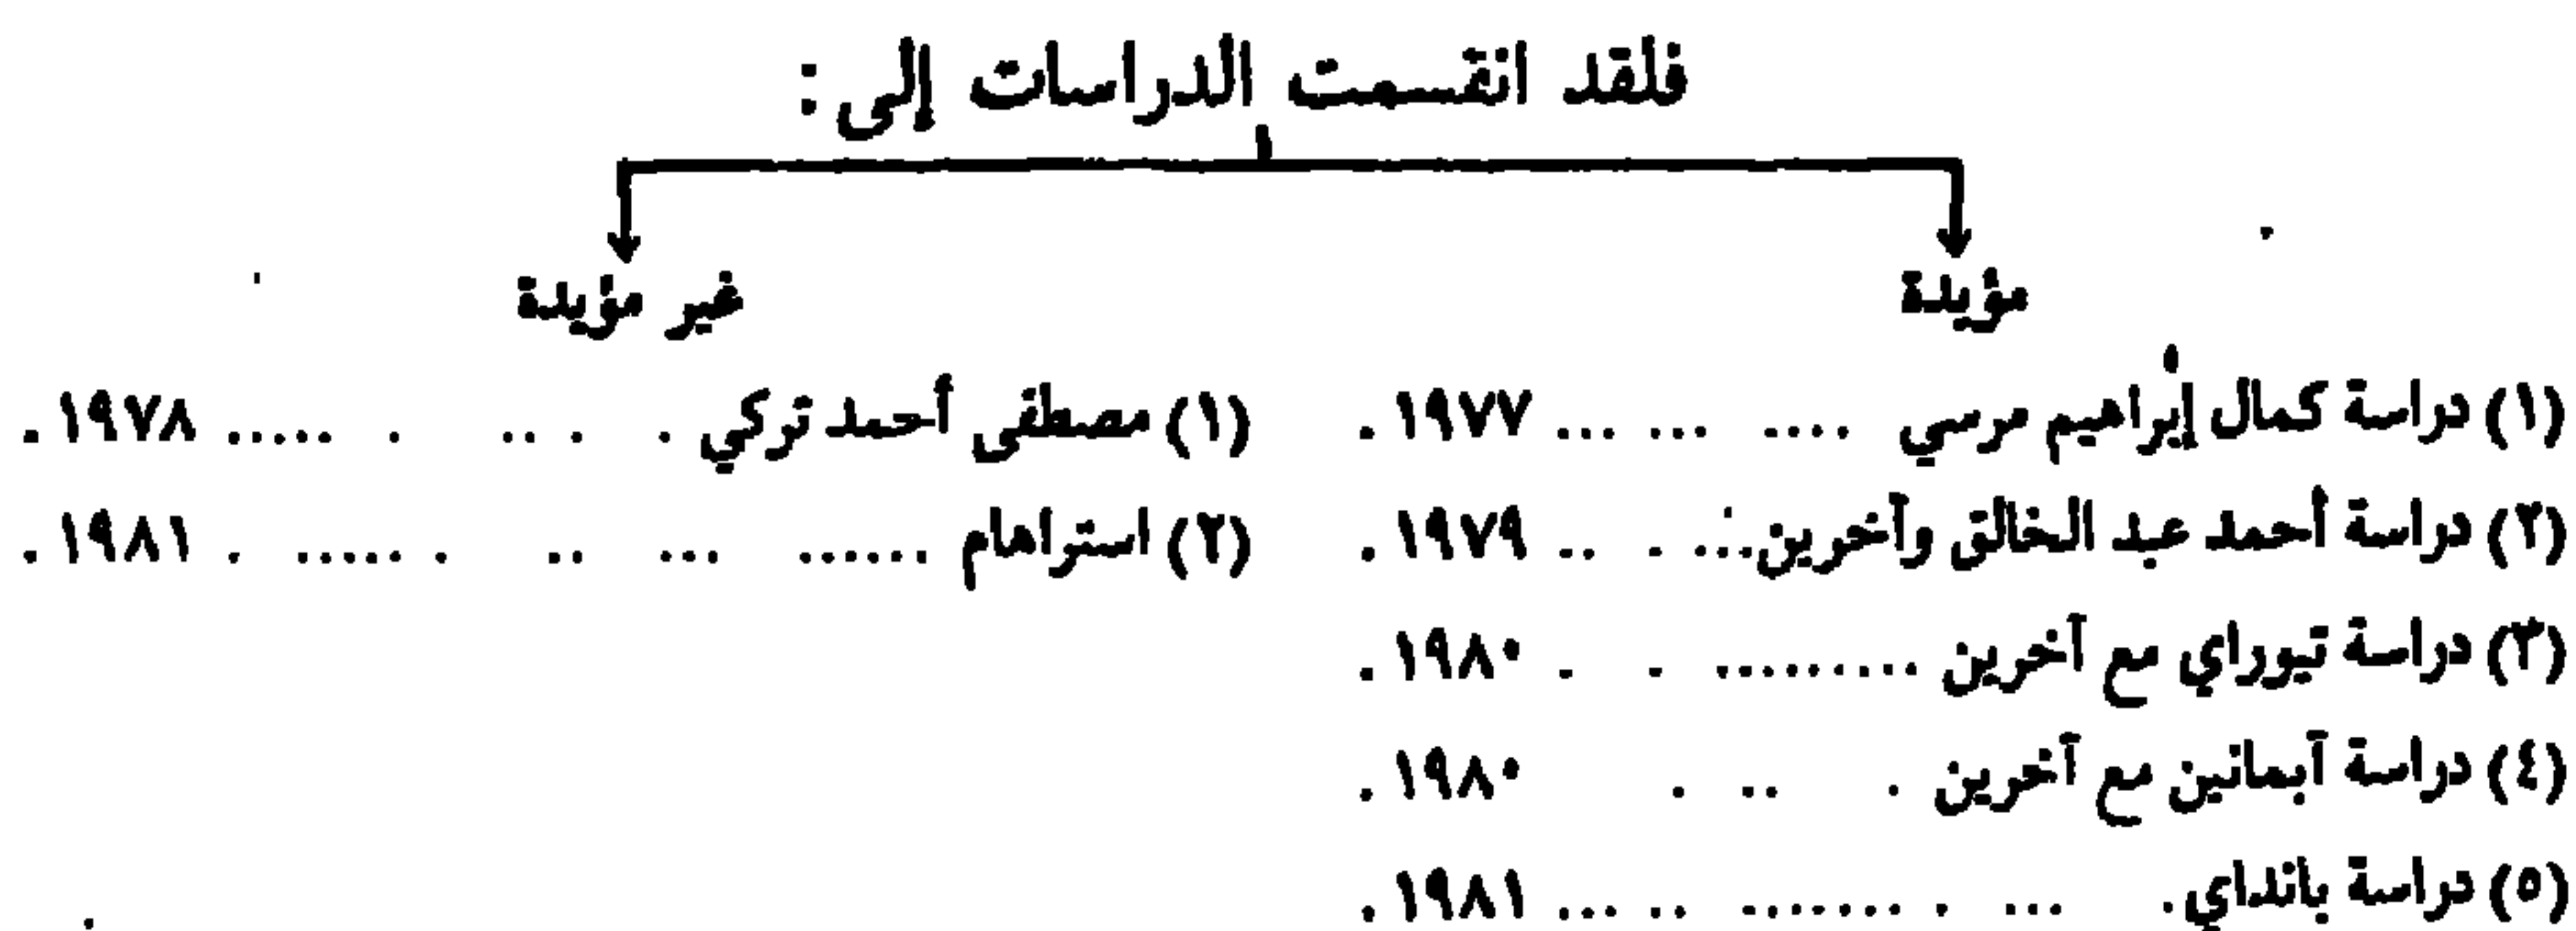 فلقد انقسمت الدراسات إلى :
مؤيدة
(١) دراسة كمال إبراهيم مرسي .... ... ... ١٩٧٧ .
(٢) دراسة أحمد عبد الخالق وآخرين ... . .. ١٩٧٩ .
(٣) دراسة تيوراي مع آخرين ......... . . ١٩٨٠ .
(٤) دراسة آبمانين مع آخرين . .. . ١٩٨٠ .
(٥) دراسة بانداي . ... . ....... .. ... ١٩٨١ .
غير مؤيدة
(١) مصطفى أحمد تركي . .. . .. . ..... ١٩٧٨ .
(٢) استراهام ...... ... .. . ...... . ١٩٨١ .